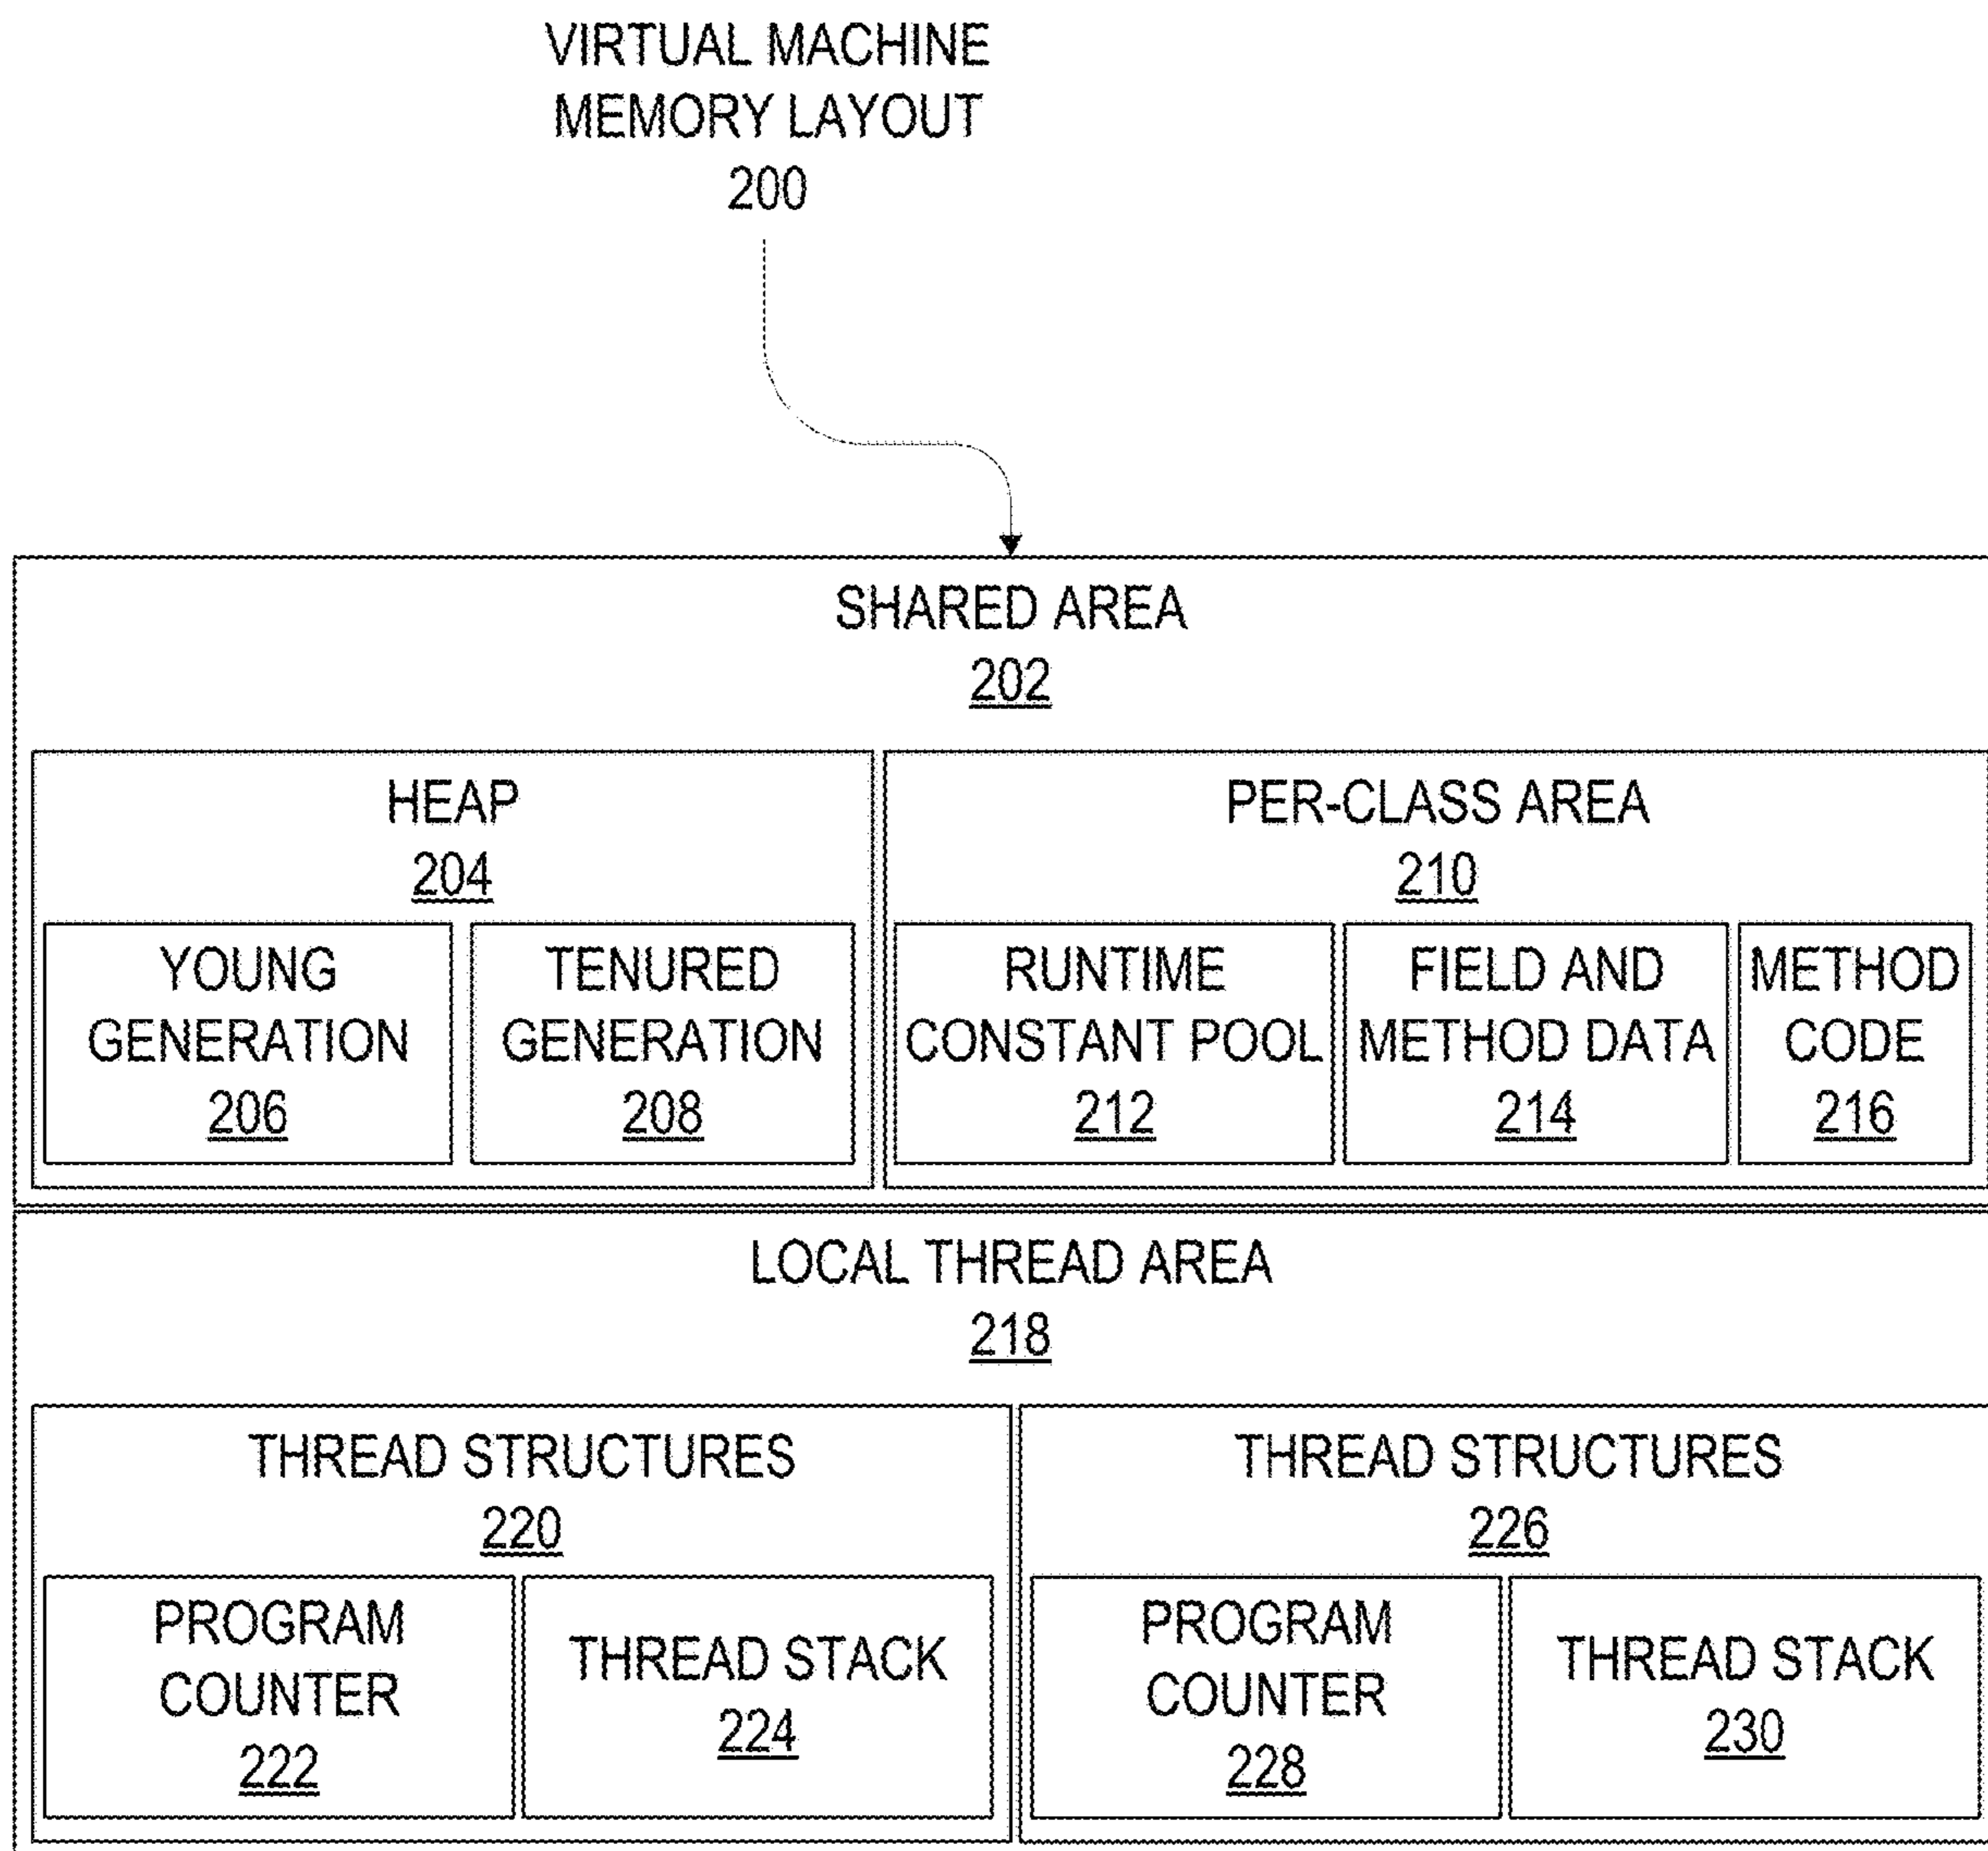 VIRTUAL MACHINE
MEMORY LAYOUT
200
SHARED AREA
202
HEAP
204
YOUNG
GENERATION
206
TENURED
GENERATION
208
PER-CLASS AREA
210
RUNTIME
CONSTANT POOL
212
FIELD AND
METHOD DATA
214
METHOD
CODE
216
LOCAL THREAD AREA
218
THREAD STRUCTURES
220
PROGRAM
COUNTER
222
THREAD STACK
224
THREAD STRUCTURES
226
PROGRAM
COUNTER
228
THREAD STACK
230